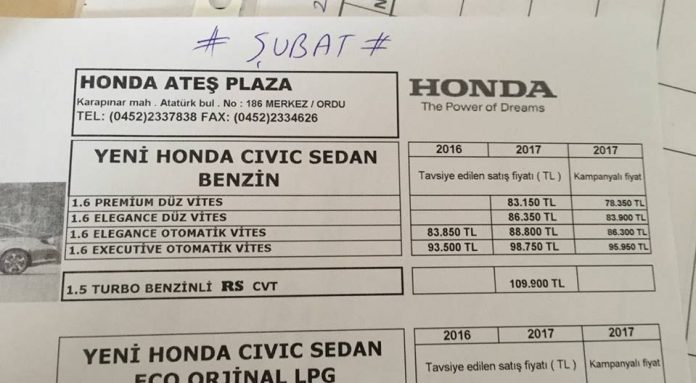 # ŞUBAT #
HONDA ATEŞ PLAZA
Karapınar mah . Atatürk bul . No : 186 MERKEZ / ORDU
TEL: (0452)2337838 FAX: (0452)2334626
HONDA
The Power of Dreams
YENİ HONDA CIVIC SEDAN
BENZİN
2016 2017 2017
Tavsiye edilen satış fiyatı ( TL ) Kampanyalı fiyat
1.6 PREMIUM DÜZ VİTES 83.150 TL 78.350 TL
1.6 ELEGANCE DÜZ VİTES 86.350 TL 83.900 TL
1.6 ELEGANCE OTOMATİK VİTES 83.850 TL 88.800 TL 86.300 TL
1.6 EXECUTIVE OTOMATİK VİTES 93.500 TL 98.750 TL 95.950 TL
1.5 TURBO BENZİNLİ RS CVT 109.900 TL
YENİ HONDA CIVIC SEDAN
ECO ORJİNAL LPG
2016 2017 2017
Tavsiye edilen satış fiyatı ( TL ) Kampanyalı fiyat